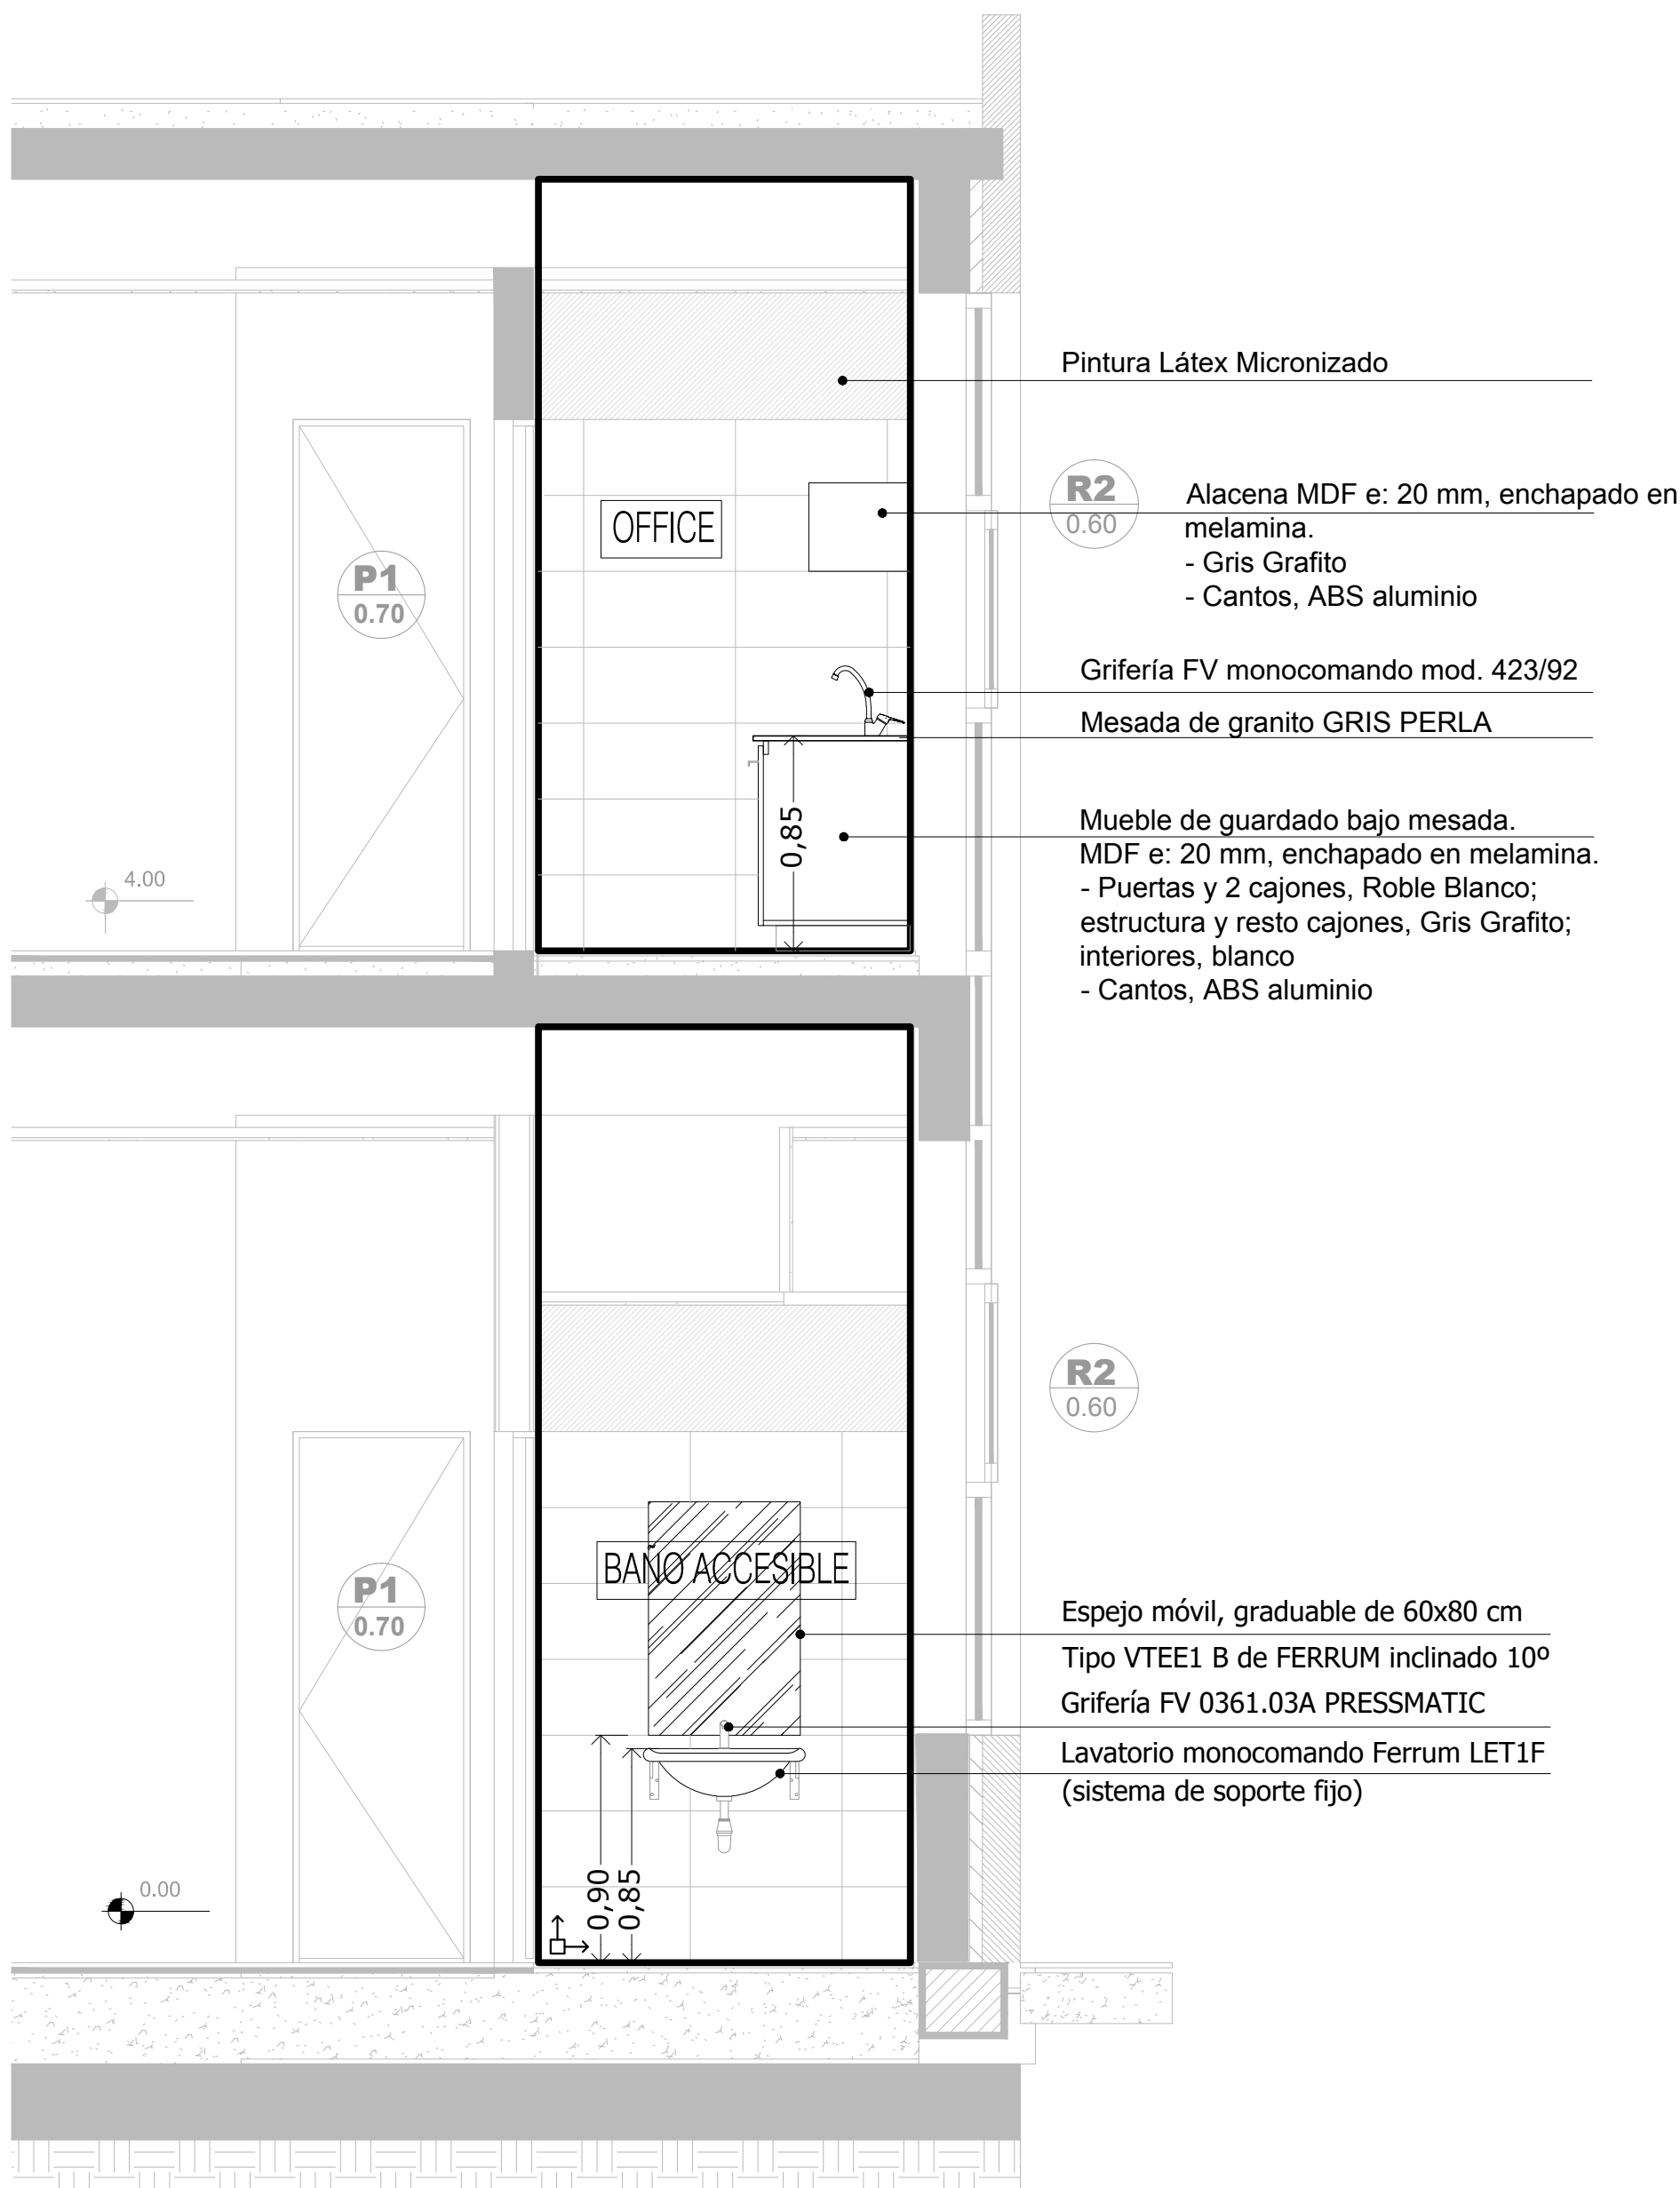 Pintura Látex Micronizado
R2
0.60
Alacena MDF e: 20 mm, enchapado en
melamina.
- Gris Grafito
- Cantos, ABS aluminio
OFFICE
P1
0.70
Grifería FV monocomando mod. 423/92
Mesada de granito GRIS PERLA
0,85
Mueble de guardado bajo mesada.
MDF e: 20 mm, enchapado en melamina.
- Puertas y 2 cajones, Roble Blanco;
estructura y resto cajones, Gris Grafito;
interiores, blanco
- Cantos, ABS aluminio
4.00
R2
0.60
BAÑO ACCESIBLE
P1
0.70
Espejo móvil, graduable de 60x80 cm
Tipo VTEE1 B de FERRUM inclinado 10º
Grifería FV 0361.03A PRESSMATIC
Lavatorio monocomando Ferrum LET1F
(sistema de soporte fijo)
0,90
0,85
0.00